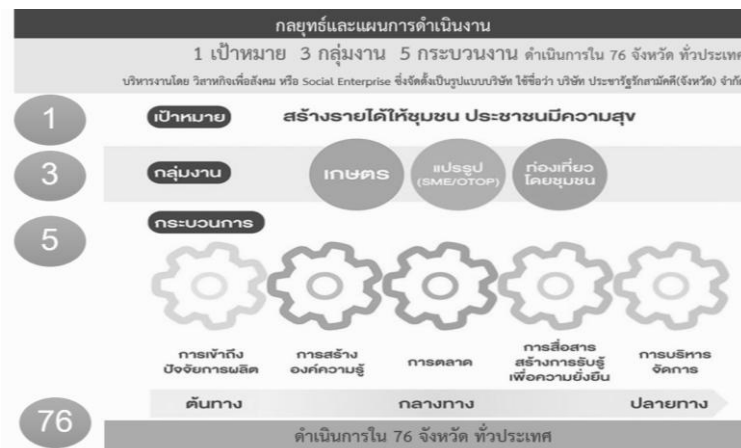 กลยุทธ์และแผนการดำเนินงาน
1 เป้าหมาย 3 กลุ่มงาน 5 กระบวนงาน ดำเนินการใน 76 จังหวัด ทั่วประเทศ
บริหารงานโดย วิสาหกิจเพื่อสังคม หรือ Social Enterprise ซึ่งจัดตั้งเป็นรูปแบบบริษัท ใช้ชื่อว่า บริษัท ประชารัฐรักสามัคคี(จังหวัด) จำกัด
1 เป้าหมาย สร้างรายได้ให้ชุมชน ประชาชนมีความสุข
3 กลุ่มงาน เกษตร แปรรูป (SME/OTOP) ท่องเที่ยว โดยชุมชน
5 กระบวนการ
การเข้าถึง ปัจจัยการผลิต
การสร้าง องค์ความรู้
การตลาด
การสื่อสาร สร้างการรับรู้ เพื่อความยั่งยืน
การบริหาร จัดการ
ต้นทาง กลางทาง ปลายทาง
76 ดำเนินการใน 76 จังหวัด ทั่วประเทศ